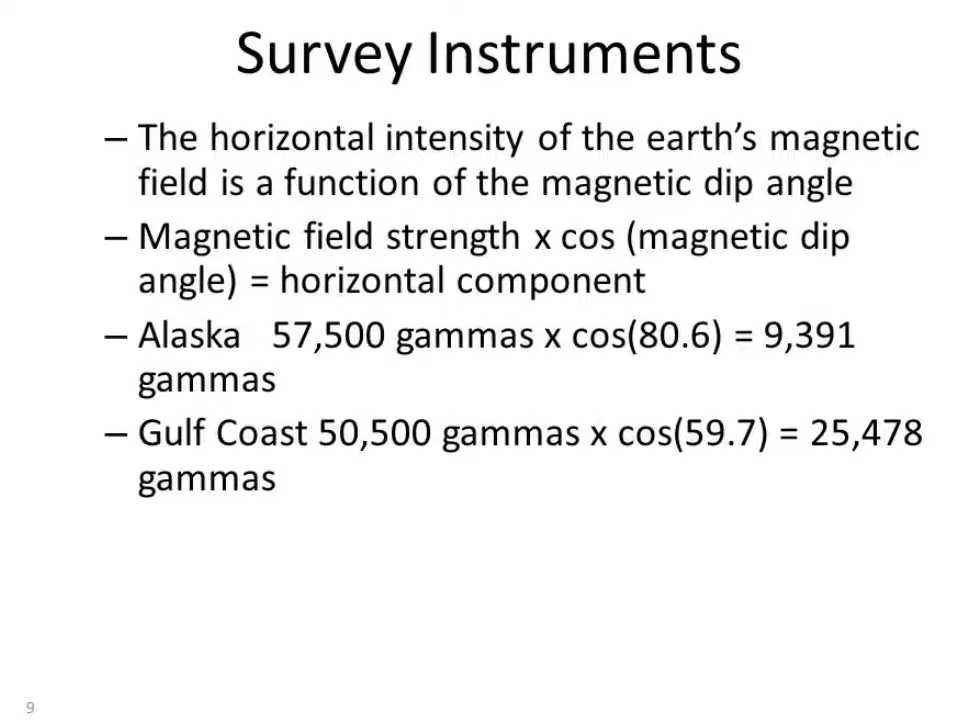 Survey Instruments
– The horizontal intensity of the earth’s magnetic
field is a function of the magnetic dip angle
– Magnetic field strength x cos (magnetic dip
angle) = horizontal component
– Alaska   57,500 gammas x cos(80.6) = 9,391
gammas
– Gulf Coast 50,500 gammas x cos(59.7) = 25,478
gammas
9